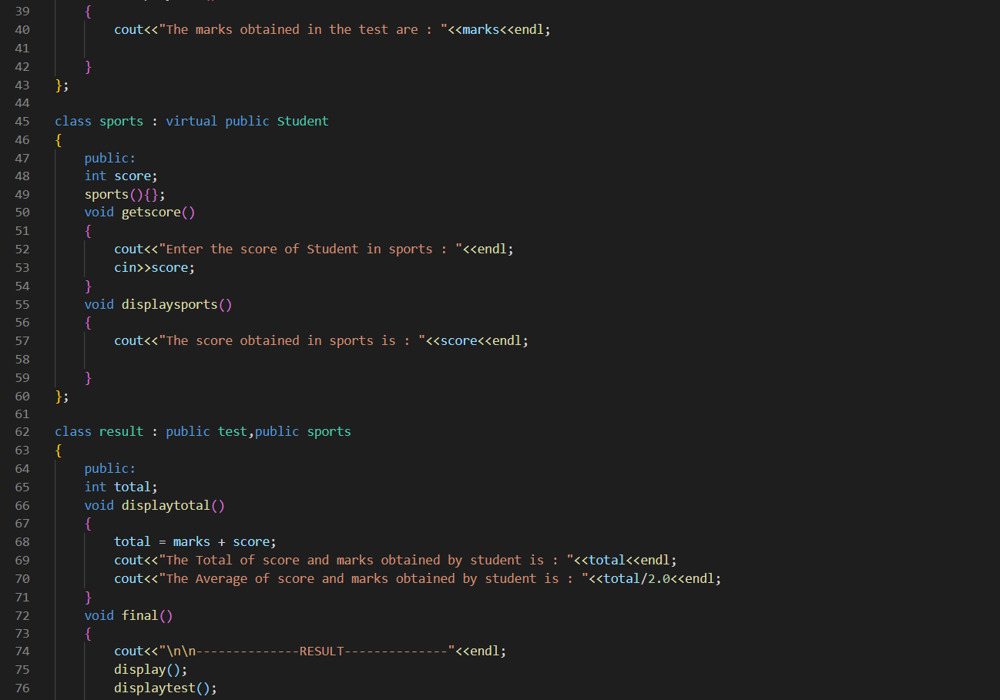 39 {
40 cout<<"The marks obtained in the test are : "<<marks<<endl;
41
42 }
43 };
44
45 class sports : virtual public Student
46 {
47 public:
48 int score;
49 sports(){};
50 void getscore()
51 {
52 cout<<"Enter the score of Student in sports : "<<endl;
53 cin>>score;
54 }
55 void displaysports()
56 {
57 cout<<"The score obtained in sports is : "<<score<<endl;
58
59 }
60 };
61
62 class result : public test,public sports
63 {
64 public:
65 int total;
66 void displaytotal()
67 {
68 total = marks + score;
69 cout<<"The Total of score and marks obtained by student is : "<<total<<endl;
70 cout<<"The Average of score and marks obtained by student is : "<<total/2.0<<endl;
71 }
72 void final()
73 {
74 cout<<"\n\n--------------RESULT--------------"<<endl;
75 display();
76 displaytest();